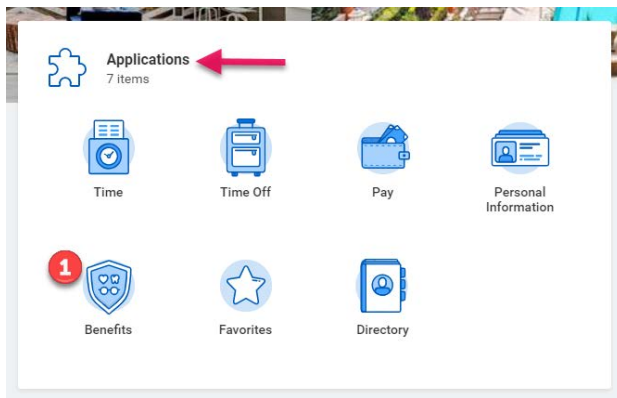 Applications
7 items
Time
Time Off
Pay
Personal
Information
1
Benefits
Favorites
Directory